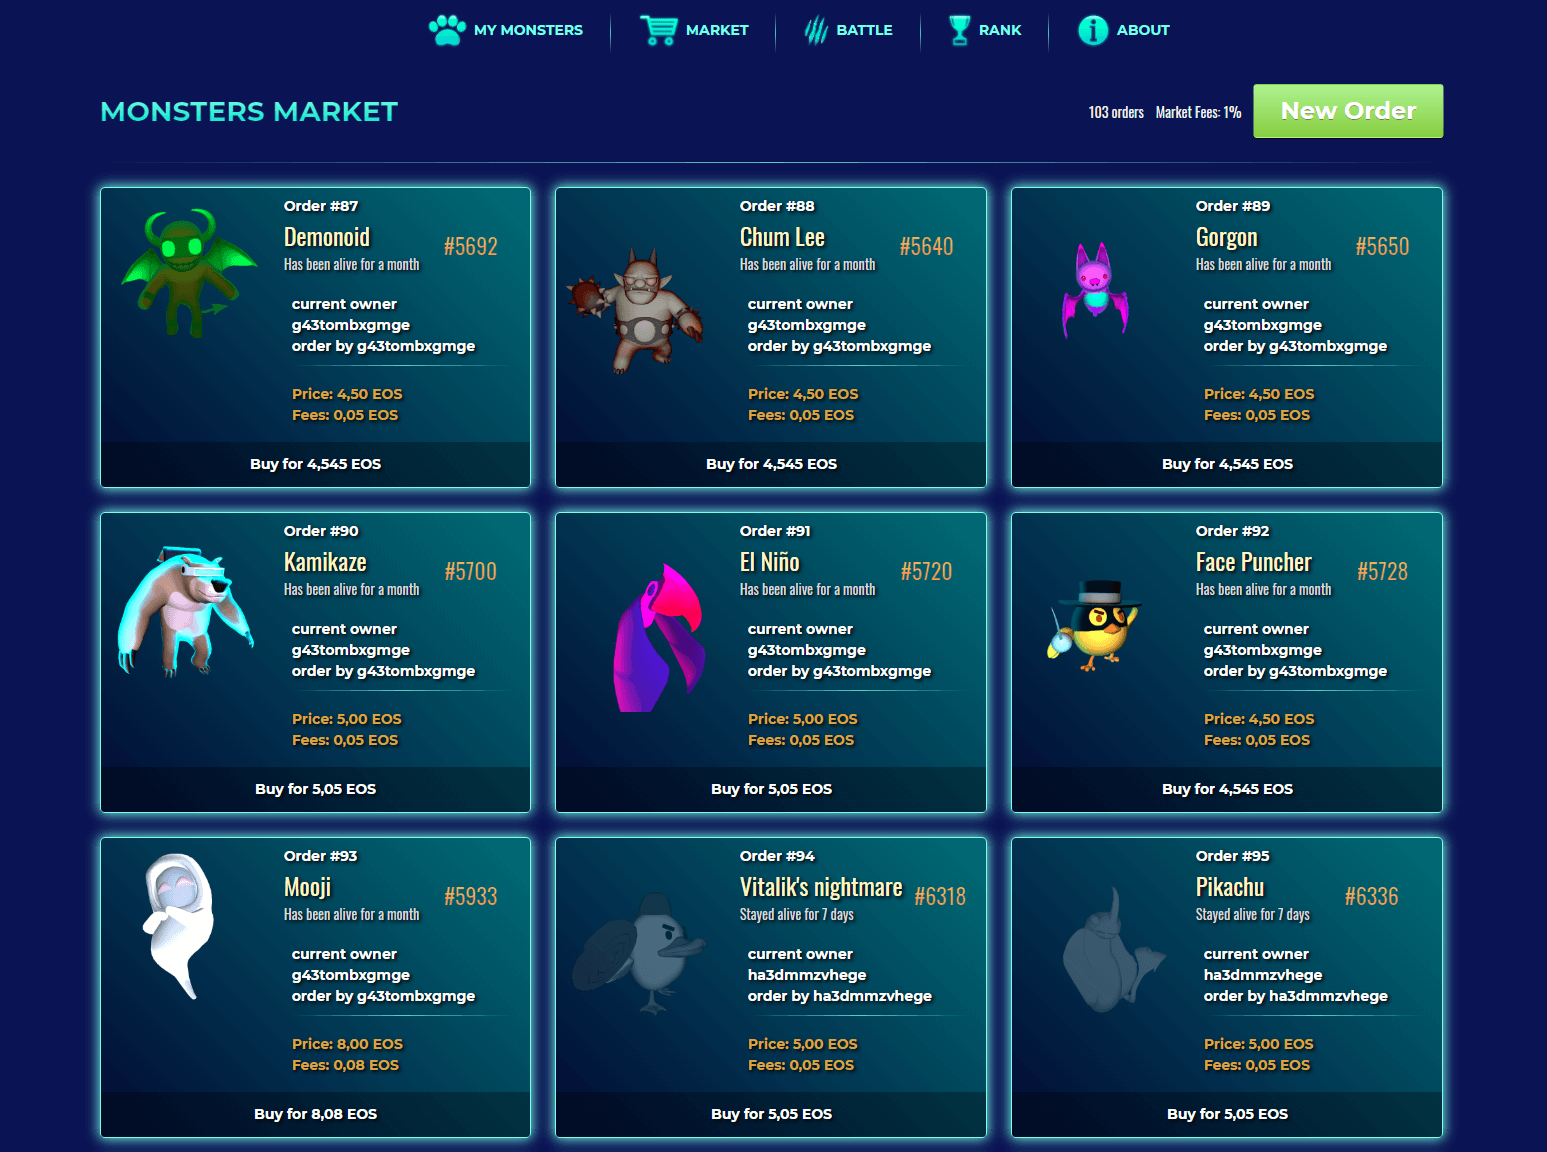 MY MONSTERS
MARKET
BATTLE
RANK
ABOUT
MONSTERS MARKET
103 orders
Market Fees: 1%
New Order
Order #87
Demonoid
#5692
Has been alive for a month
current owner
g43tombxgmge
order by g43tombxgmge
Price: 4,50 EOS
Fees: 0,05 EOS
Buy for 4,545 EOS
Order #88
Chum Lee
#5640
Has been alive for a month
current owner
g43tombxgmge
order by g43tombxgmge
Price: 4,50 EOS
Fees: 0,05 EOS
Buy for 4,545 EOS
Order #89
Gorgon
#5650
Has been alive for a month
current owner
g43tombxgmge
order by g43tombxgmge
Price: 4,50 EOS
Fees: 0,05 EOS
Buy for 4,545 EOS
Order #90
Kamikaze
#5700
Has been alive for a month
current owner
g43tombxgmge
order by g43tombxgmge
Price: 5,00 EOS
Fees: 0,05 EOS
Buy for 5,05 EOS
Order #91
El Niño
#5720
Has been alive for a month
current owner
g43tombxgmge
order by g43tombxgmge
Price: 5,00 EOS
Fees: 0,05 EOS
Buy for 5,05 EOS
Order #92
Face Puncher
#5728
Has been alive for a month
current owner
g43tombxgmge
order by g43tombxgmge
Price: 4,50 EOS
Fees: 0,05 EOS
Buy for 4,545 EOS
Order #93
Mooji
#5933
Has been alive for a month
current owner
g43tombxgmge
order by g43tombxgmge
Price: 8,00 EOS
Fees: 0,08 EOS
Buy for 8,08 EOS
Order #94
Vitalik's nightmare
#6318
Stayed alive for 7 days
current owner
ha3dmmzvhege
order by ha3dmmzvhege
Price: 5,00 EOS
Fees: 0,05 EOS
Buy for 5,05 EOS
Order #95
Pikachu
#6336
Stayed alive for 7 days
current owner
ha3dmmzvhege
order by ha3dmmzvhege
Price: 5,00 EOS
Fees: 0,05 EOS
Buy for 5,05 EOS